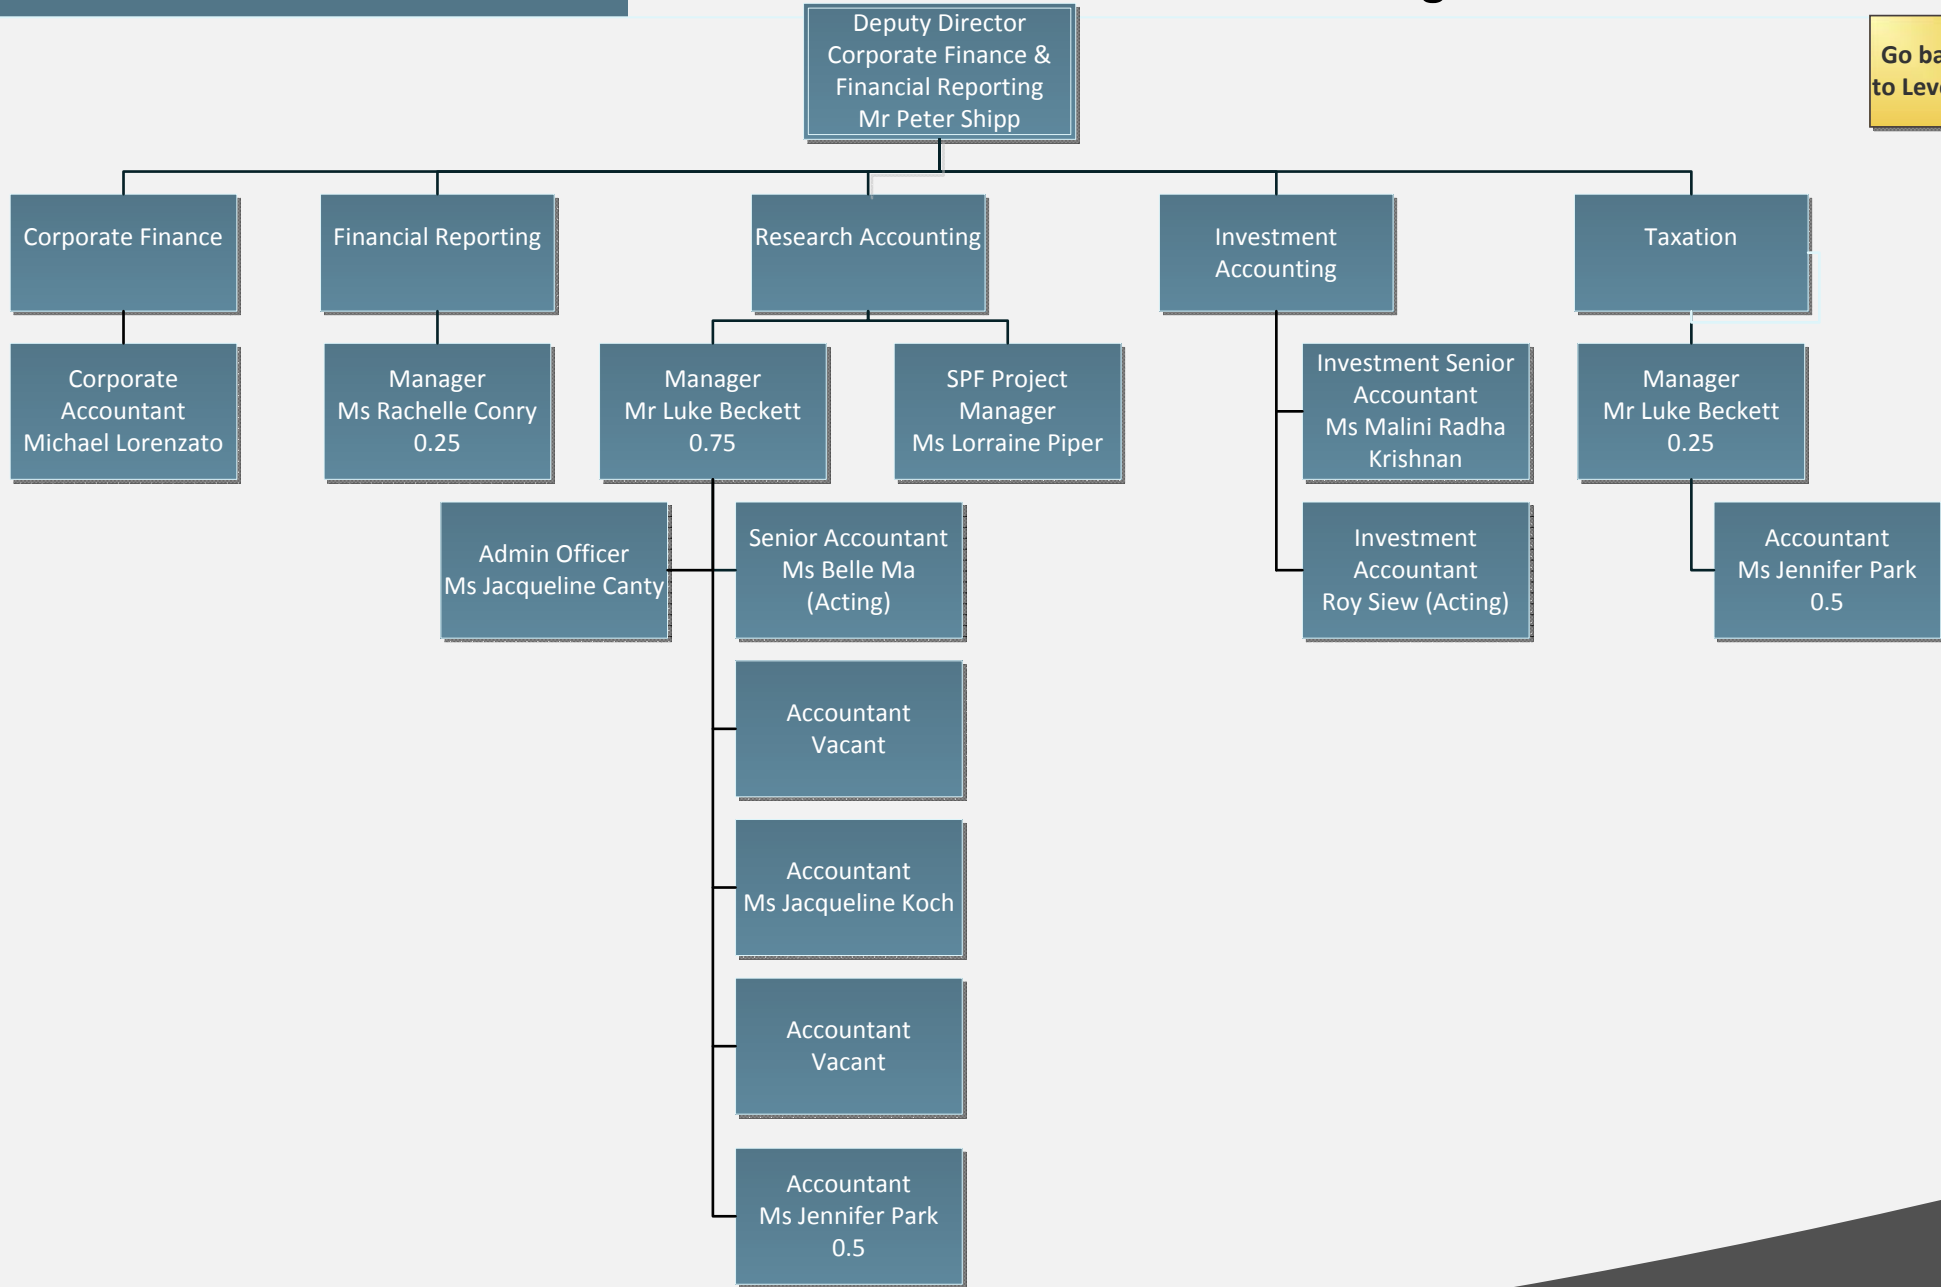 Deputy Director
Corporate Finance &
Financial Reporting
Mr Peter Shipp
Corporate Finance
Financial Reporting
Research Accounting
Investment
Accounting
Taxation
Corporate
Accountant
Michael Lorenzato
Manager
Ms Rachelle Conry
0.25
Manager
Mr Luke Beckett
0.75
SPF Project
Manager
Ms Lorraine Piper
Investment Senior
Accountant
Ms Malini Radha
Krishnan
Manager
Mr Luke Beckett
0.25
Admin Officer
Ms Jacqueline Canty
Senior Accountant
Ms Belle Ma
(Acting)
Investment
Accountant
Roy Siew (Acting)
Accountant
Ms Jennifer Park
0.5
Accountant
Vacant
Accountant
Ms Jacqueline Koch
Accountant
Vacant
Accountant
Ms Jennifer Park
0.5
Go
to